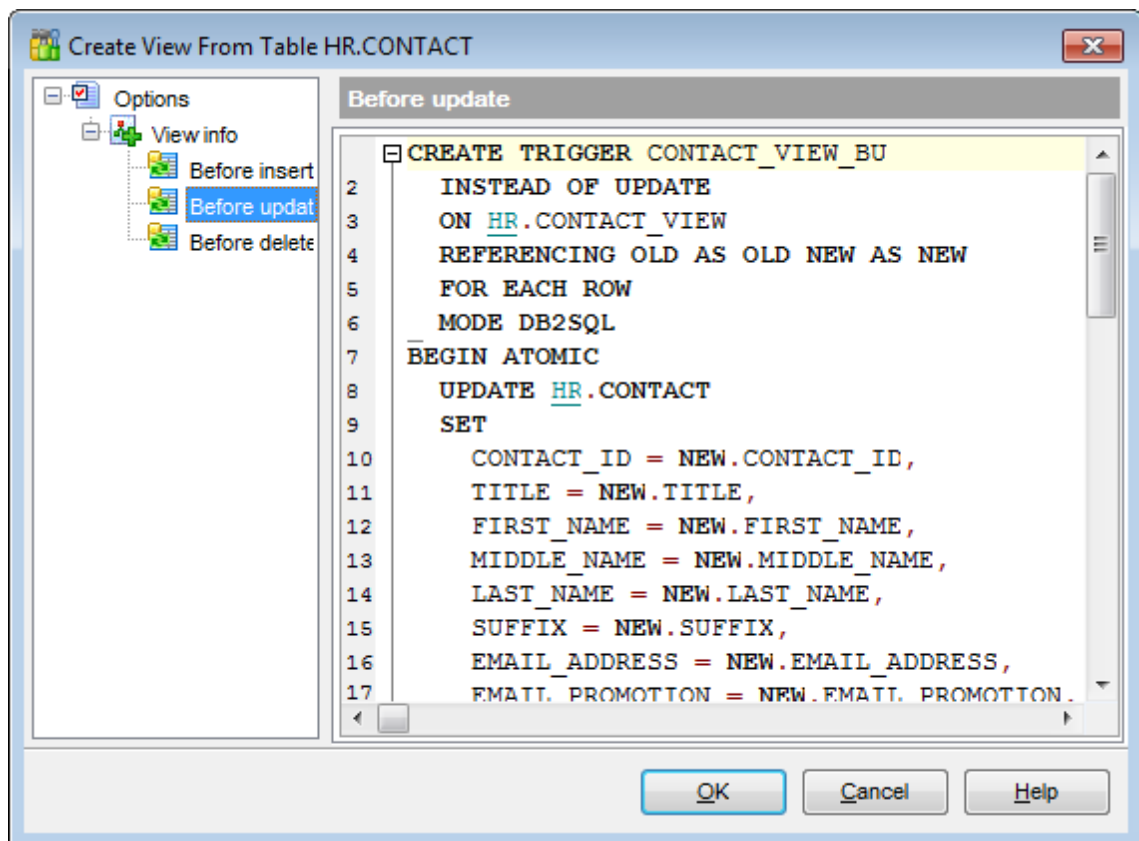 Create View From Table HR.CONTACT
Options
View info
Before insert
Before updat
Before delete
Before update
CREATE TRIGGER CONTACT_VIEW_BU
2 INSTEAD OF UPDATE
3 ON HR.CONTACT_VIEW
4 REFERENCING OLD AS OLD NEW AS NEW
5 FOR EACH ROW
6 MODE DB2SQL
7 BEGIN ATOMIC
8 UPDATE HR.CONTACT
9 SET
10 CONTACT_ID = NEW.CONTACT_ID,
11 TITLE = NEW.TITLE,
12 FIRST_NAME = NEW.FIRST_NAME,
13 MIDDLE_NAME = NEW.MIDDLE_NAME,
14 LAST_NAME = NEW.LAST_NAME,
15 SUFFIX = NEW.SUFFIX,
16 EMAIL_ADDRESS = NEW.EMAIL_ADDRESS,
17 EMAIL_PROMOTION = NEW.EMAIL_PROMOTION,
OK Cancel Help